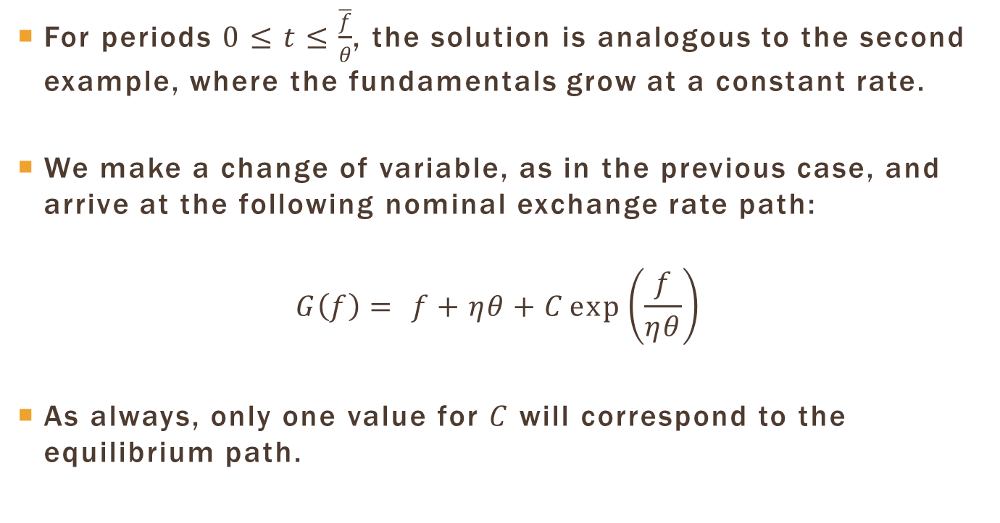 ▪ For periods $0 \leq t \leq \frac{\overline{f}}{\theta}$, the solution is analogous to the second
example, where the fundamentals grow at a constant rate.
▪ We make a change of variable, as in the previous case, and
arrive at the following nominal exchange rate path:
$G(f) = f + \eta\theta + C \exp\left(\frac{f}{\eta\theta}\right)$
▪ As always, only one value for $C$ will correspond to the
equilibrium path.